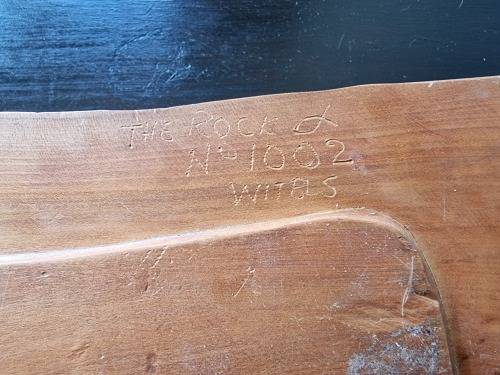 THE ROCK &
No 1002
WITELS